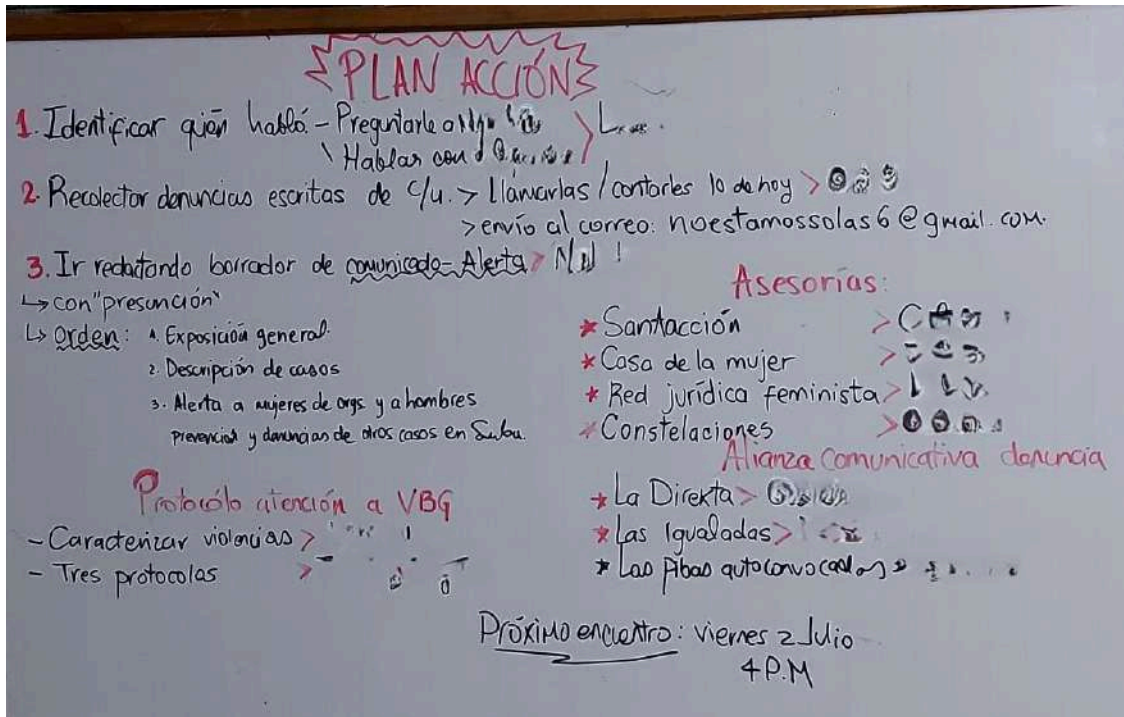 PLAN ACCIÓN
1. Identificar quién habló - Preguntarle a
\ Hablar con
2. Recolectar denuncias escritas de c/u. > Llamarlas / contarles lo de hoy >
> envío al correo: noestamossolas6@gmail.com.
3. Ir redactando borrador de comunicado - Alerta >
↳ con "presunción"
↳ Orden: 1. Exposición general.
2. Descripción de casos
3. Alerta a mujeres de orgs y a hombres
prevención y denuncias de otros casos en Suba.
Protocolo atención a VBG
- Caracterizar violencias >
- Tres protocolos >
Asesorías:
* Santacción >
* Casa de la mujer >
* Red jurídica feminista >
* Constelaciones >
Alianza comunicativa denuncia
* La Direkta >
* Las Igualadas >
* Las Pibas autoconvocadas >
Próximo encuentro: viernes 2 Julio
4 P.M